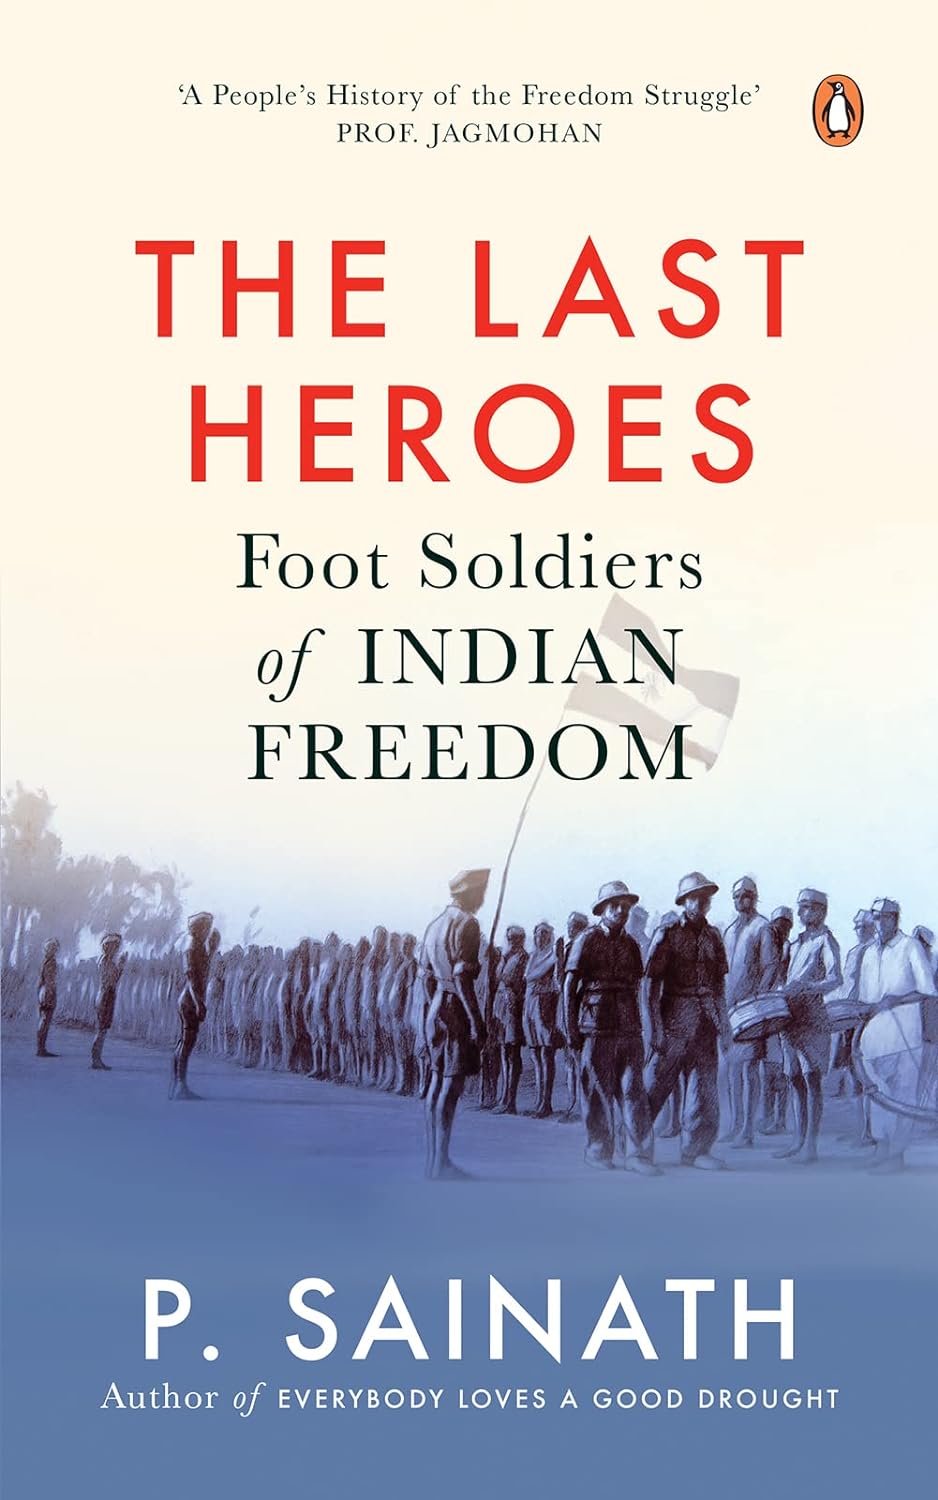 ‘A People’s History of the Freedom Struggle’
PROF. JAGMOHAN
THE LAST
HEROES
Foot Soldiers
of INDIAN
FREEDOM
P. SAINATH
Author of EVERYBODY LOVES A GOOD DROUGHT